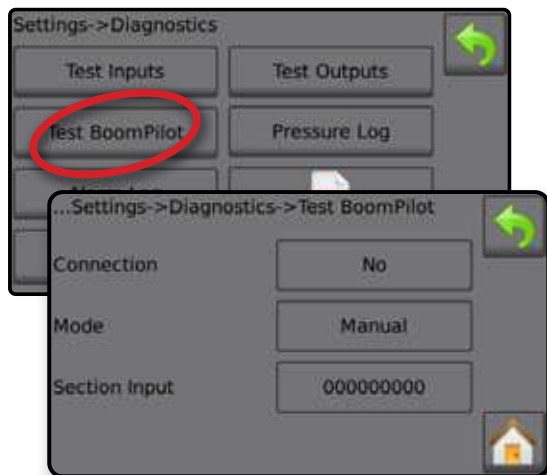 Settings->Diagnostics
Test Inputs
Test Outputs
Test BoomPilot
Pressure Log
...Settings->Diagnostics->Test BoomPilot
Connection
No
Mode
Manual
Section Input
000000000